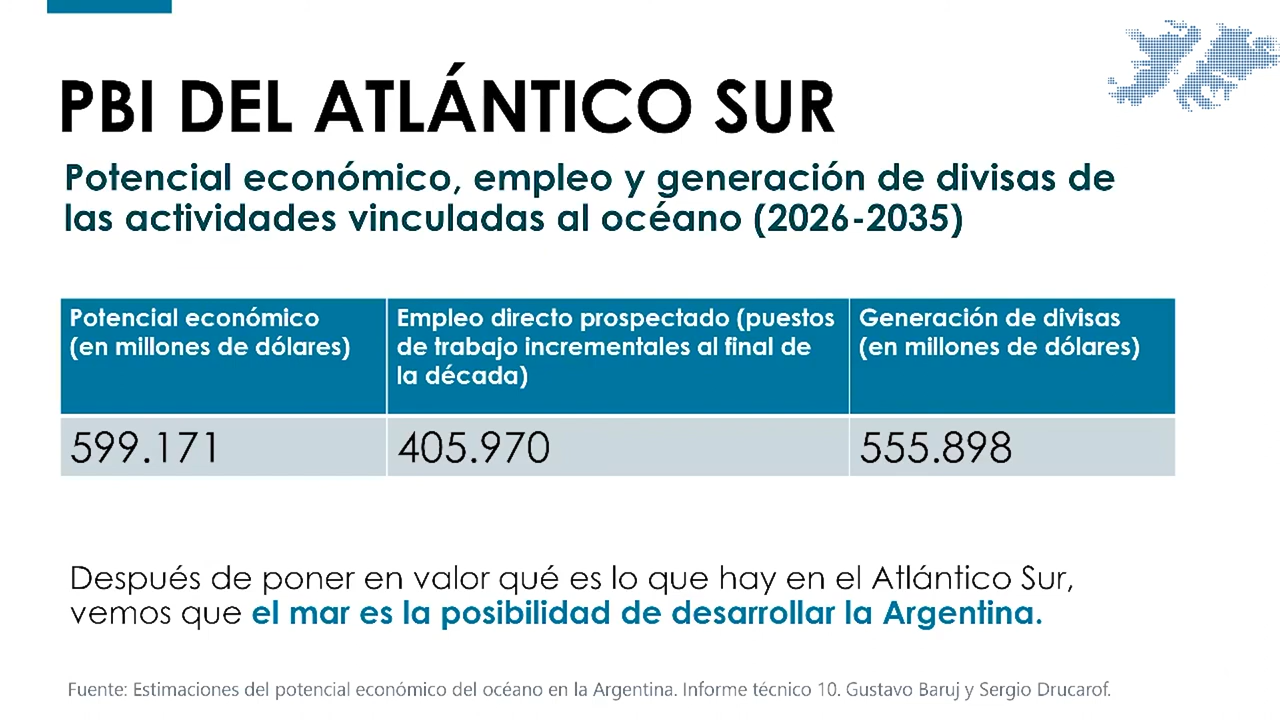 PBI DEL ATLÁNTICO SUR
Potencial económico, empleo y generación de divisas de
las actividades vinculadas al océano (2026-2035)
Potencial económico
(en millones de dólares)
Empleo directo prospectado (puestos
de trabajo incrementales al final de
la década)
Generación de divisas
(en millones de dólares)
599.171
405.970
555.898
Después de poner en valor qué es lo que hay en el Atlántico Sur,
vemos que el mar es la posibilidad de desarrollar la Argentina.
Fuente: Estimaciones del potencial económico del océano en la Argentina. Informe técnico 10. Gustavo Baruj y Sergio Drucarof.